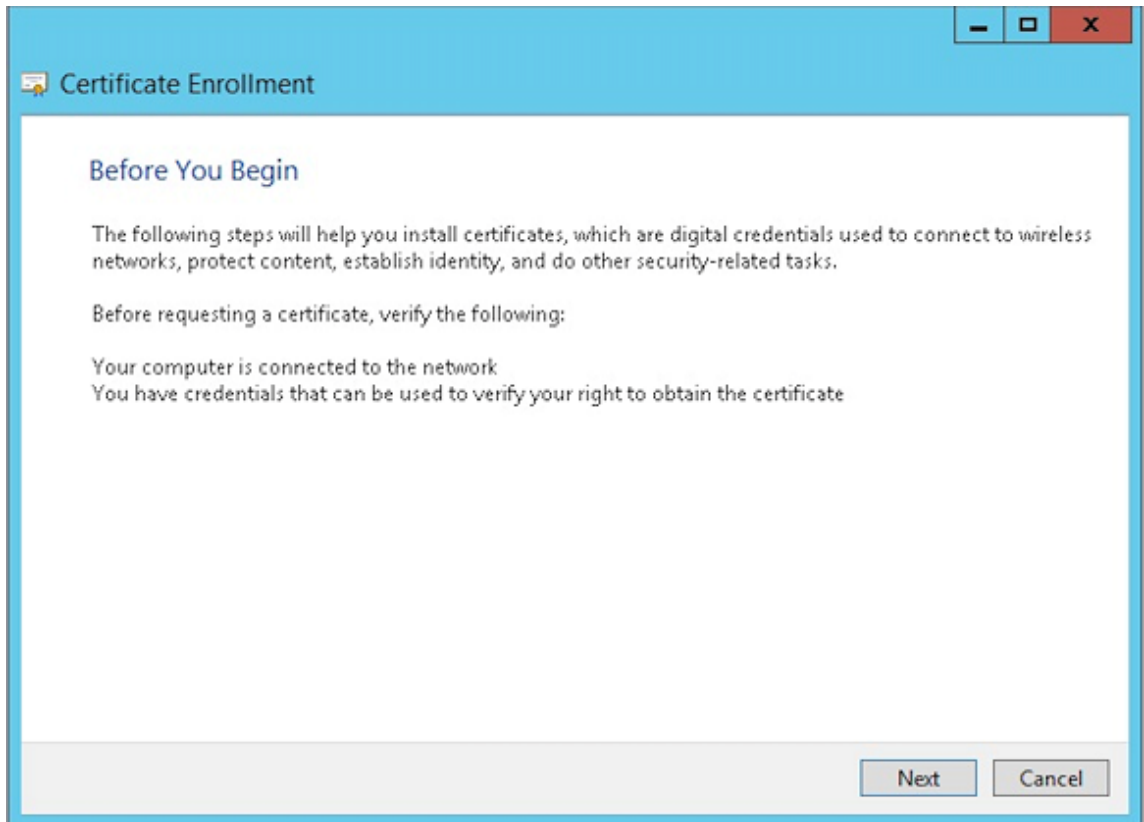 Certificate Enrollment
Before You Begin
The following steps will help you install certificates, which are digital credentials used to connect to wireless
networks, protect content, establish identity, and do other security-related tasks.
Before requesting a certificate, verify the following:
Your computer is connected to the network
You have credentials that can be used to verify your right to obtain the certificate
Next Cancel